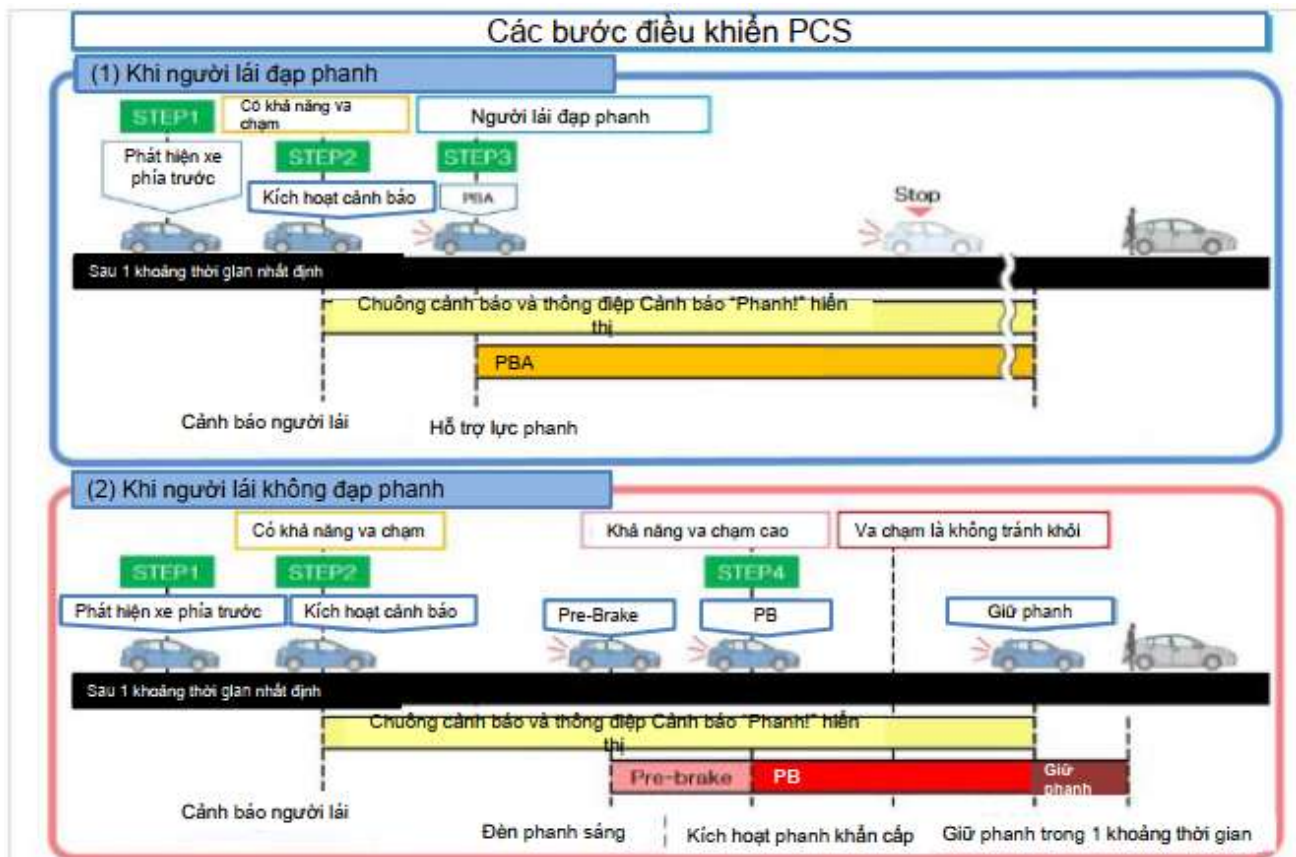 Các bước điều khiển PCS
(1) Khi người lái đạp phanh
STEP1
Có khả năng va
chạm
Người lái đạp phanh
Phát hiện xe
phía trước
STEP2
STEP3
Kích hoạt cảnh báo
PBA
Stop
Sau 1 khoảng thời gian nhất định
Chuông cảnh báo và thông điệp Cảnh báo "Phanh!" hiển
thị
PBA
Cảnh báo người lái
Hỗ trợ lực phanh
(2) Khi người lái không đạp phanh
Có khả năng va chạm
Khả năng va chạm cao
Va chạm là không tránh khỏi
STEP1
STEP2
STEP4
Phát hiện xe phía trước
Kích hoạt cảnh báo
Pre-Brake
PB
Giữ phanh
Sau 1 khoảng thời gian nhất định
Chuông cảnh báo và thông điệp Cảnh báo "Phanh!" hiển
thị
Pre-brake
PB
Giữ
phanh
Cảnh báo người lái
Đèn phanh sáng
Kích hoạt phanh khẩn cấp
Giữ phanh trong 1 khoảng thời gian